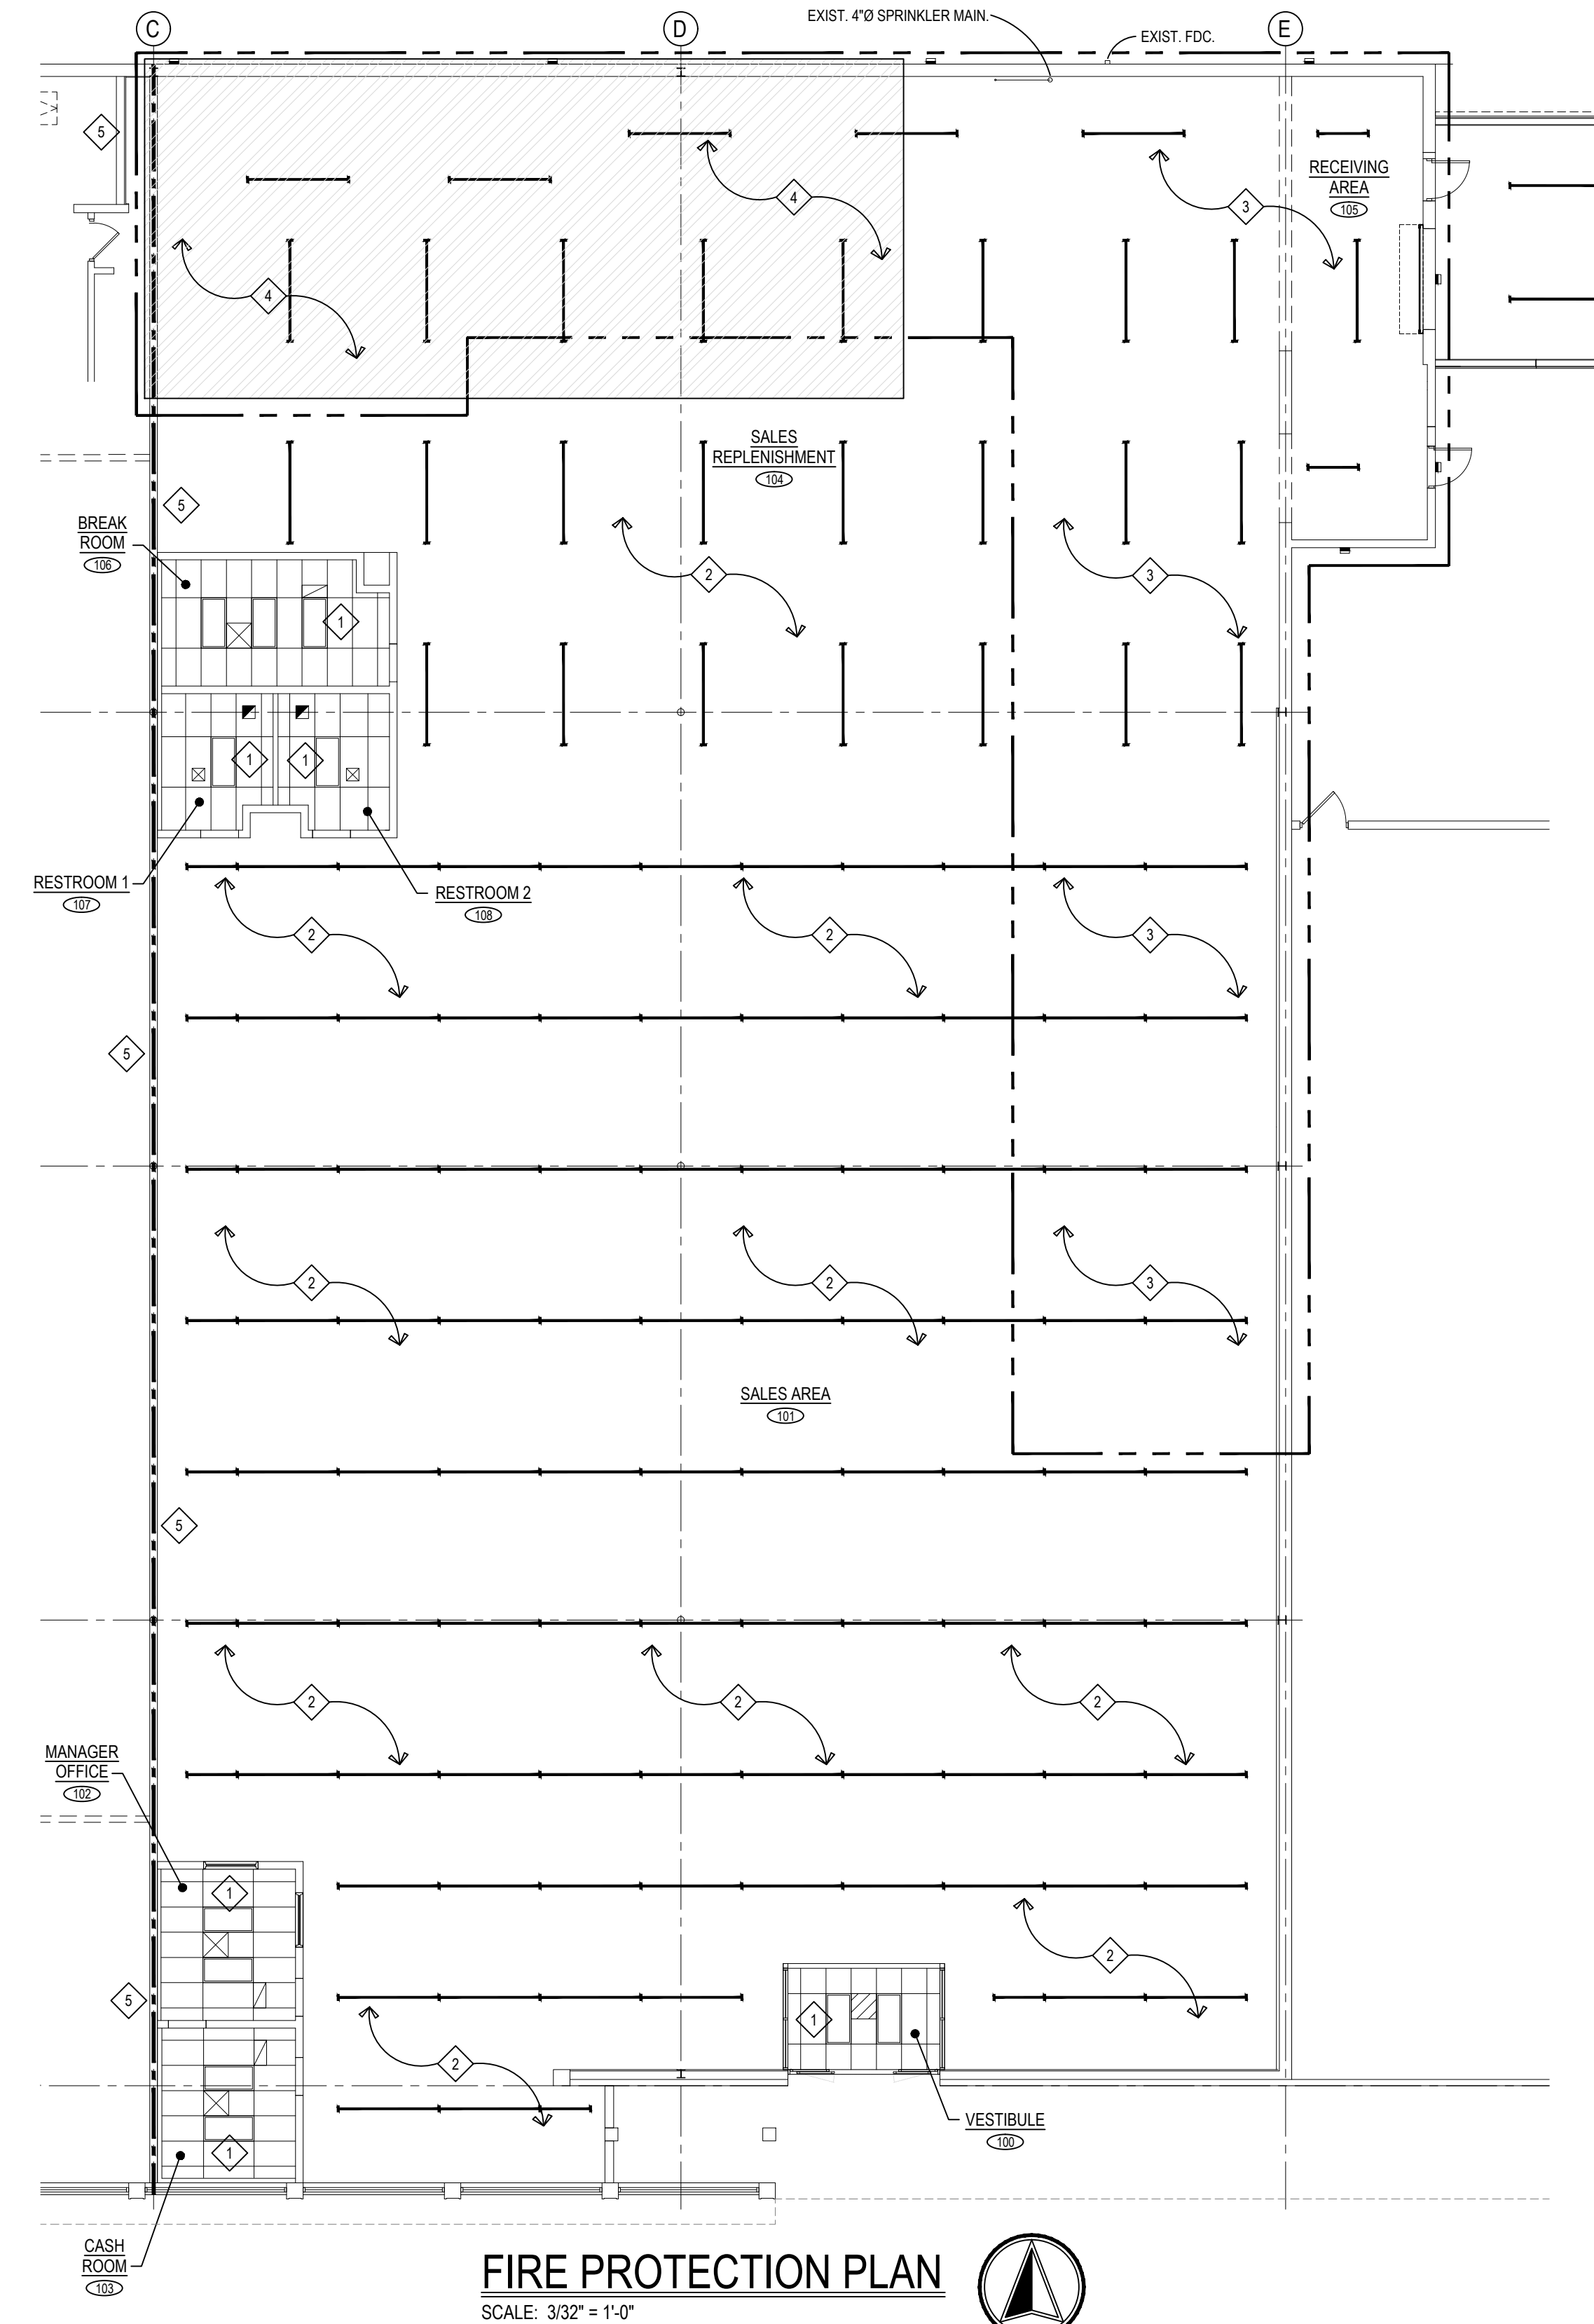 EXIST. 4"Ø SPRINKLER MAIN.
C
D
E
EXIST. FDC.
5
RECEIVING
AREA
105
4
3
4
SALES
REPLENISHMENT
104
5
BREAK
ROOM
106
2
3
1
1
1
RESTROOM 1
107
RESTROOM 2
108
2
2
3
5
2
2
3
SALES AREA
101
5
2
2
2
MANAGER
OFFICE
102
1
2
5
1
2
VESTIBULE
100
1
CASH
ROOM
103
FIRE PROTECTION PLAN
SCALE: 3/32" = 1'-0"